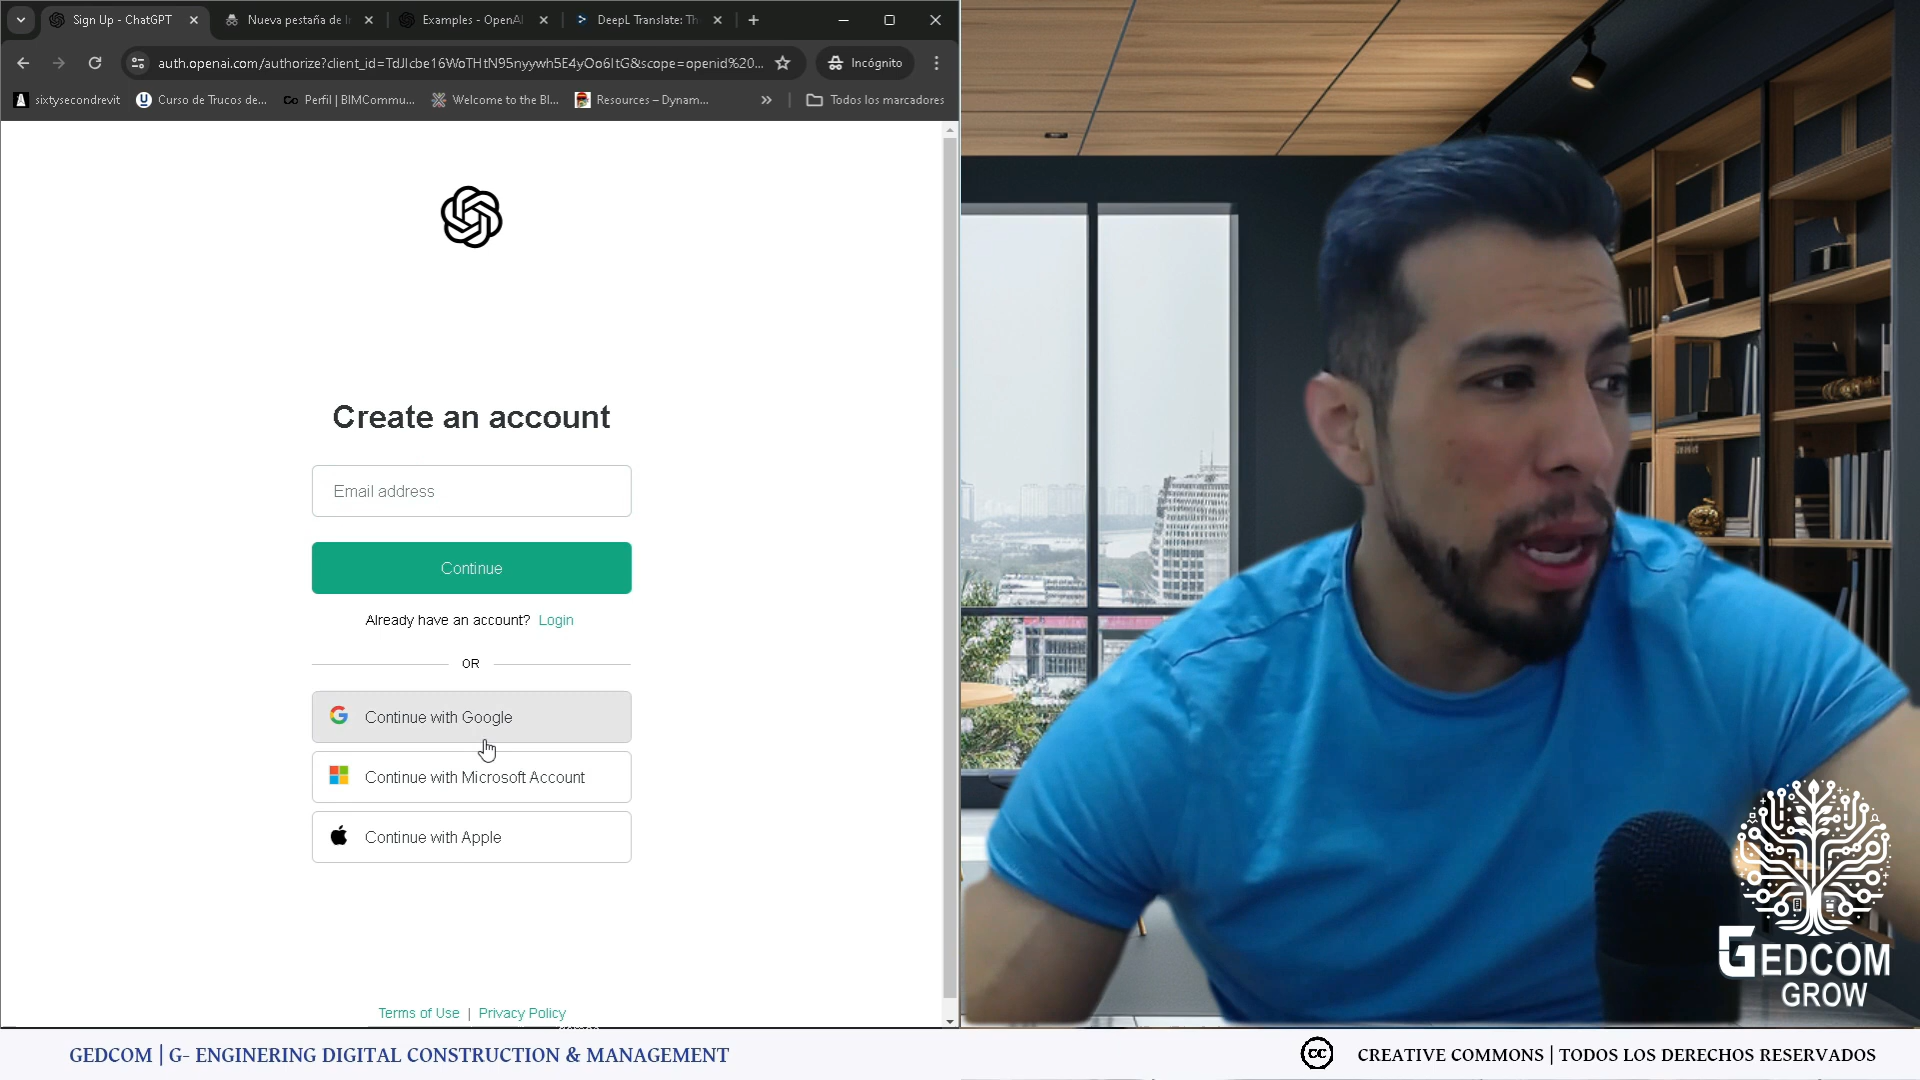 Sign Up - ChatGPT
Nueva pestaña de I
Examples - OpenAI
DeepL Translate: Th
auth.openai.com/authorize?client_id=TdJIcbe16WoTHtN95nyywh5E4yOo6ItG&scope=openid%20...
Incógnito
sixtysecondrevit
Curso de Trucos de...
Perfil | BIMCommu...
Welcome to the BI...
Resources – Dynam...
Todos los marcadores
Create an account
Email address
Continue
Already have an account? Login
OR
Continue with Google
Continue with Microsoft Account
Continue with Apple
Terms of Use | Privacy Policy
GEDCOM
GROW
GEDCOM | G- ENGINERING DIGITAL CONSTRUCTION & MANAGEMENT
cc
CREATIVE COMMONS | TODOS LOS DERECHOS RESERVADOS